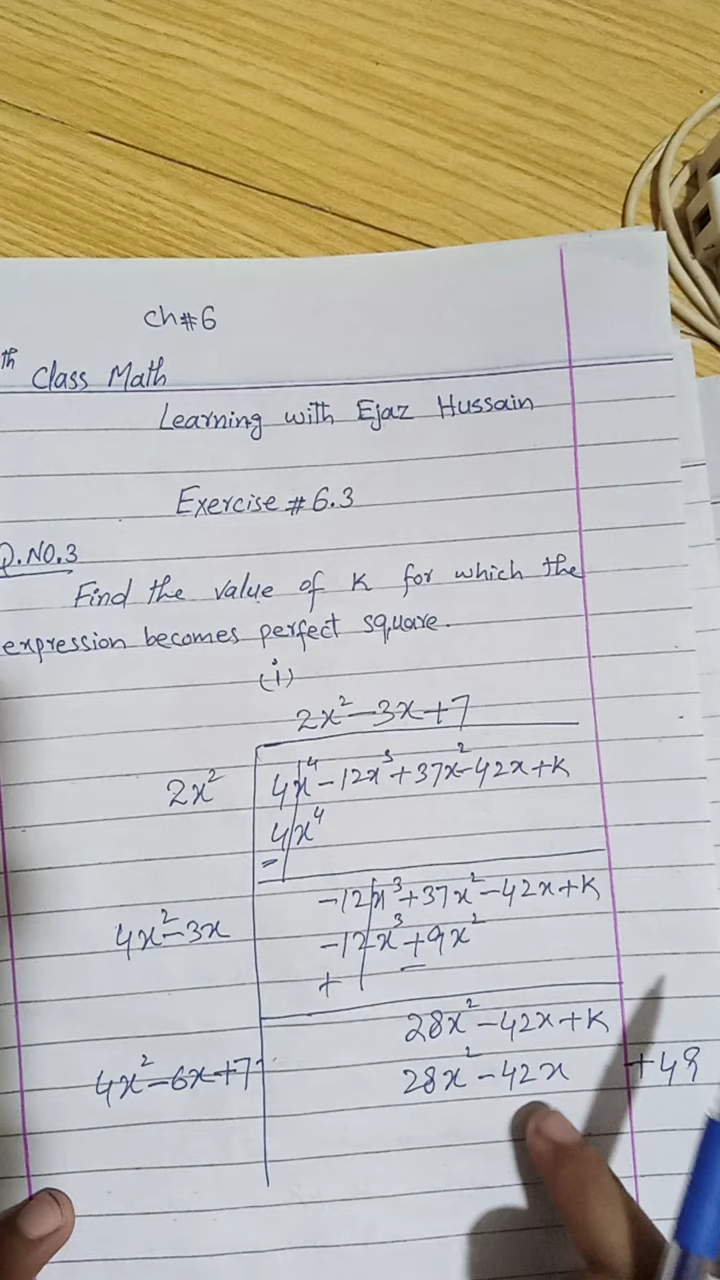 ch#6
th Class Math
Learning with Ejaz Hussain
Exercise #6.3
Q.NO.3
Find the value of K for which the
expression becomes perfect square.
(i)
2x²-3x+7
2x² 4x⁴-12x³+37x²-42x+K
4x⁴
-
-12x³+37x²-42x+K
4x²-3x -12x³+9x²
+ -
28x²-42x+K
4x²-6x+7 28x²-42x +49